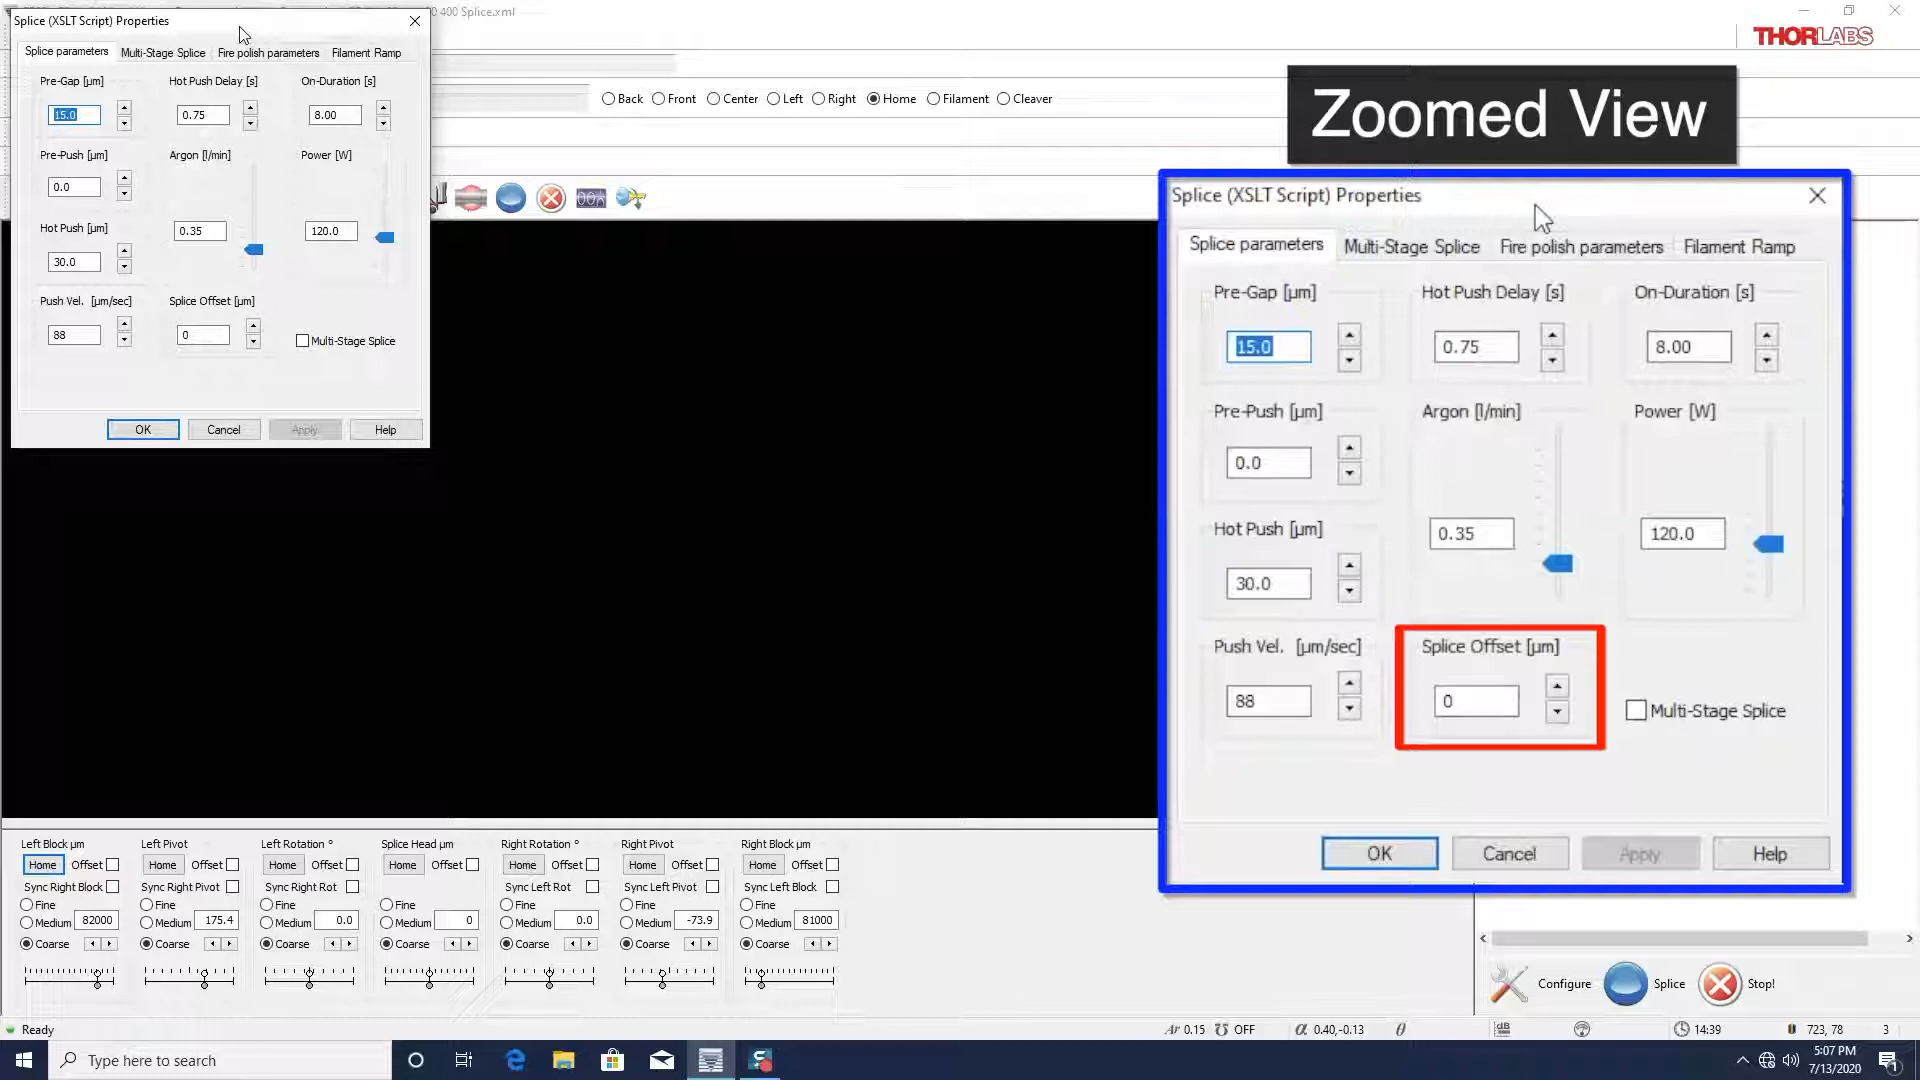 Splice (XSLT Script) Properties
0 400 Splice.xml
THORLABS
Splice parameters Multi-Stage Splice Fire polish parameters Filament Ramp
Pre-Gap [µm] Hot Push Delay [s] On-Duration [s]
15.0 0.75 8.00
Pre-Push [µm] Argon [l/min] Power [W]
0.0
0.35 120.0
Hot Push [µm]
30.0
Push Vel. [µm/sec] Splice Offset [µm]
88 0 Multi-Stage Splice
OK Cancel Apply Help
Back Front Center Left Right Home Filament Cleaver
Zoomed View
Splice (XSLT Script) Properties
Splice parameters Multi-Stage Splice Fire polish parameters Filament Ramp
Pre-Gap [µm] Hot Push Delay [s] On-Duration [s]
15.0 0.75 8.00
Pre-Push [µm] Argon [l/min] Power [W]
0.0
0.35 120.0
Hot Push [µm]
30.0
Push Vel. [µm/sec] Splice Offset [µm]
88 0 Multi-Stage Splice
OK Cancel Apply Help
Left Block µm Left Pivot Left Rotation ° Splice Head µm Right Rotation ° Right Pivot Right Block µm
Home Offset Home Offset Home Offset Home Offset Home Offset Home Offset Home Offset
Sync Right Block Sync Right Pivot Sync Right Rot Sync Left Rot Sync Left Pivot Sync Left Block
Fine Fine Fine Fine Fine Fine Fine
Medium 82000 Medium 175.4 Medium 0.0 Medium 0 Medium 0.0 Medium -73.9 Medium 81000
Coarse Coarse Coarse Coarse Coarse Coarse Coarse
Configure Splice Stop!
Ready Ar 0.15 OFF α 0.40,-0.13 θ dB 14:39 723, 78 3
Type here to search
5:07 PM
7/13/2020
1